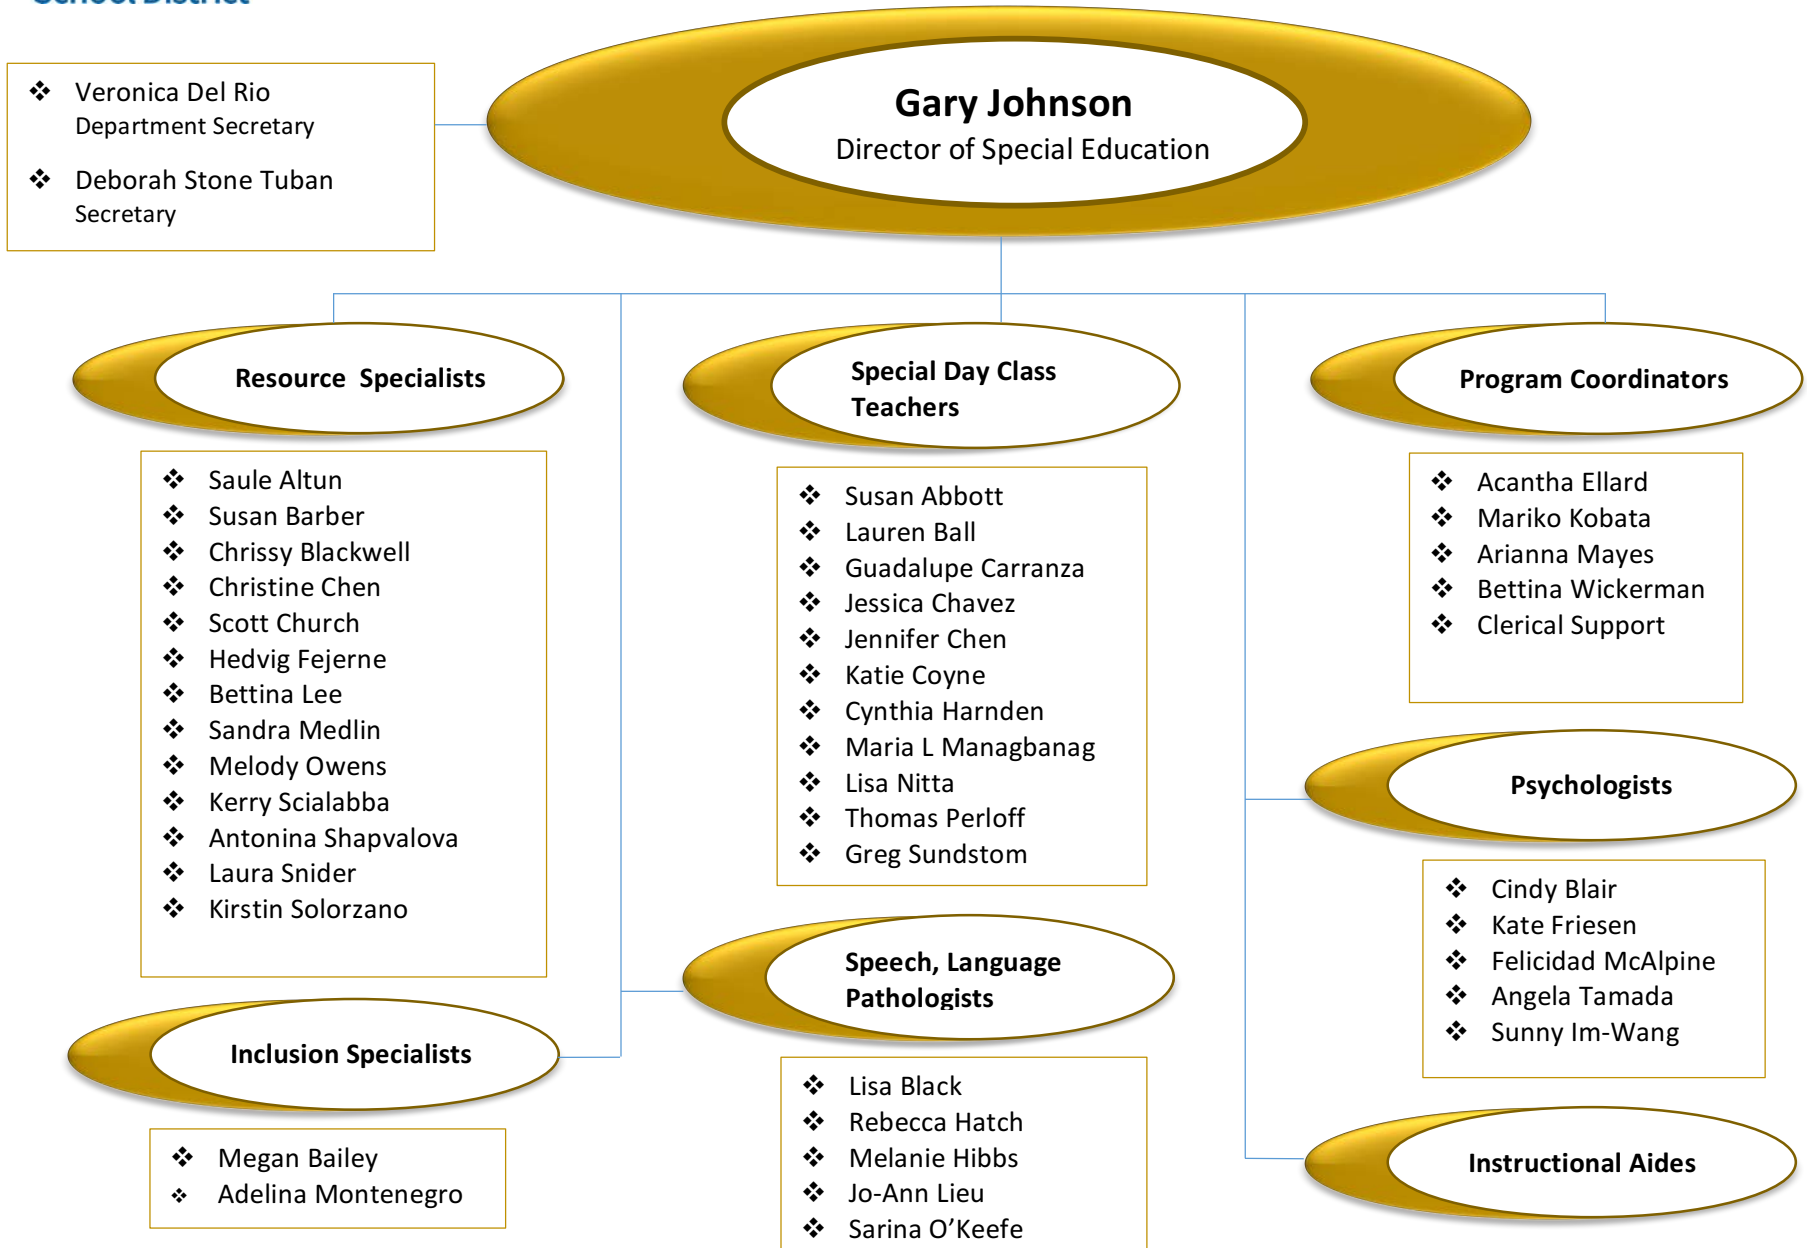 School District
Veronica Del Rio
Department Secretary
Deborah Stone Tuban
Secretary
Gary Johnson
Director of Special Education
Resource Specialists
Saule Altun
Susan Barber
Chrissy Blackwell
Christine Chen
Scott Church
Hedvig Fejerne
Bettina Lee
Sandra Medlin
Melody Owens
Kerry Scialabba
Antonina Shapvalova
Laura Snider
Kirstin Solorzano
Inclusion Specialists
Megan Bailey
Adelina Montenegro
Special Day Class
Teachers
Susan Abbott
Lauren Ball
Guadalupe Carranza
Jessica Chavez
Jennifer Chen
Katie Coyne
Cynthia Harnden
Maria L Managbanag
Lisa Nitta
Thomas Perloff
Greg Sundstom
Speech, Language
Pathologists
Lisa Black
Rebecca Hatch
Melanie Hibbs
Jo-Ann Lieu
Sarina O’Keefe
Program Coordinators
Acantha Ellard
Mariko Kobata
Arianna Mayes
Bettina Wickerman
Clerical Support
Psychologists
Cindy Blair
Kate Friesen
Felicidad McAlpine
Angela Tamada
Sunny Im-Wang
Instructional Aides